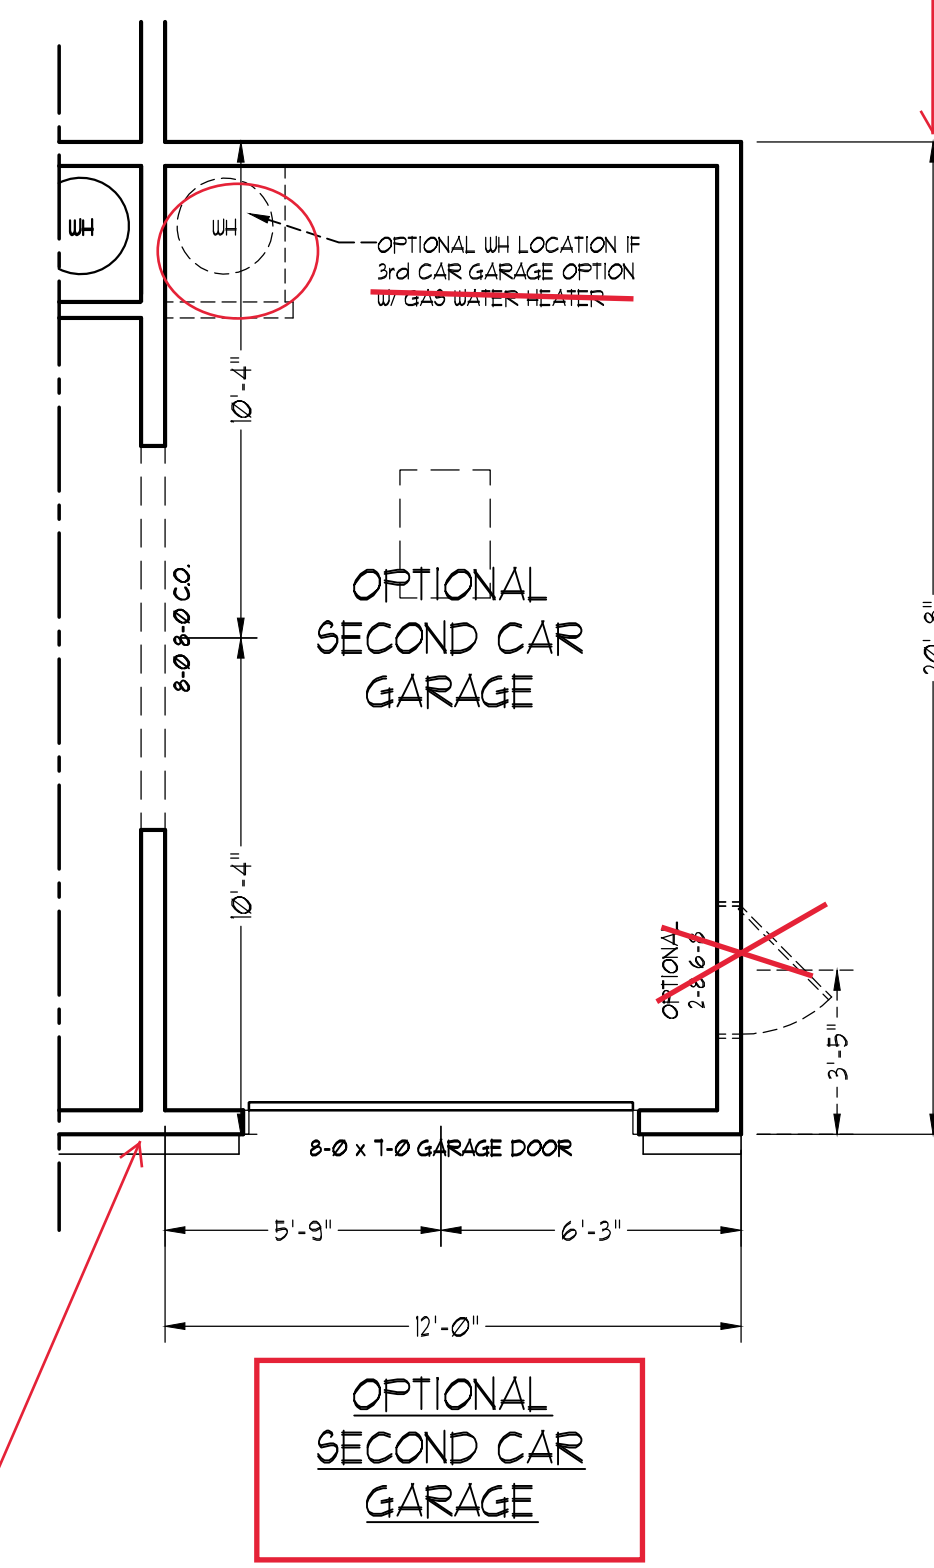 WH
WH
OPTIONAL WH LOCATION IF
3rd CAR GARAGE OPTION
W/ GAS WATER HEATER
10'-4"
8-0 8-0 C.O.
OPTIONAL
SECOND CAR
GARAGE
20'-8"
10'-4"
OPTIONAL
2-8 6-8
3'-5"
8-0 x 7-0 GARAGE DOOR
5'-9"
6'-3"
12'-0"
OPTIONAL
SECOND CAR
GARAGE